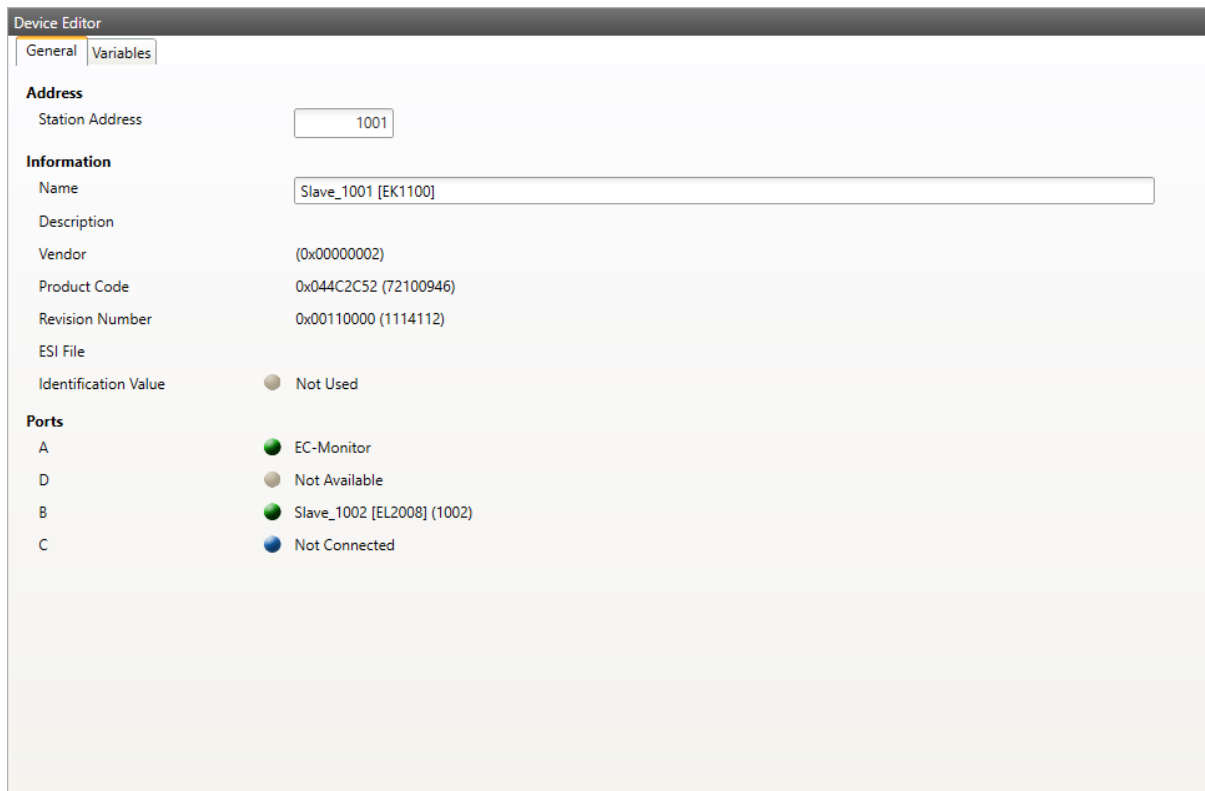 Device Editor
General Variables
Address
Station Address 1001
Information
Name Slave_1001 [EK1100]
Description
Vendor (0x00000002)
Product Code 0x044C2C52 (72100946)
Revision Number 0x00110000 (1114112)
ESI File
Identification Value Not Used
Ports
A EC-Monitor
D Not Available
B Slave_1002 [EL2008] (1002)
C Not Connected